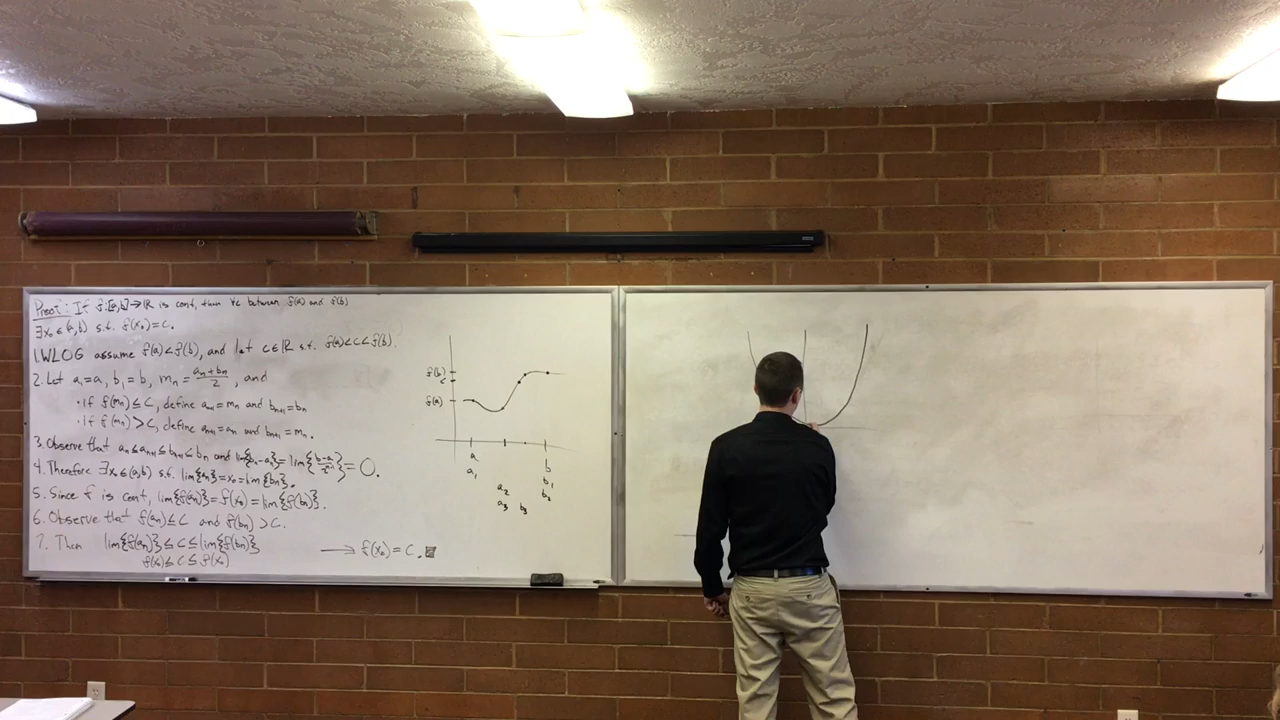 Proof: If f:[a,b]→ℝ is cont, then ∀c between f(a) and f(b)
∃x₀∈(a,b) s.t. f(x₀)=C.
1. WLOG assume f(a)<f(b), and let c∈ℝ s.t. f(a)<C<f(b).
2. Let a₁=a, b₁=b, mₙ=(aₙ+bₙ)/2, and
• if f(mₙ)≤C, define aₙ₊₁=mₙ and bₙ₊₁=bₙ
• if f(mₙ)>C, define aₙ₊₁=aₙ and bₙ₊₁=mₙ.
3. Observe that aₙ≤aₙ₊₁≤bₙ₊₁≤bₙ and lim{bₙ-aₙ}=lim{ b-a }=0.
4. Therefore ∃x₀∈(a,b) s.t. lim{aₙ}=x₀=lim{bₙ}.
5. Since f is cont, lim{f(aₙ)}=f(x₀)=lim{f(bₙ)}.
6. Observe that f(aₙ)≤C and f(bₙ)>C.
7. Then lim{f(aₙ)}≤C≤lim{f(bₙ)}
f(x₀)≤C≤f(x₀) → f(x₀)=C.
f(b)
c
f(a)
a b
a₁ b₁
a₂ b₂
a₃ b₃